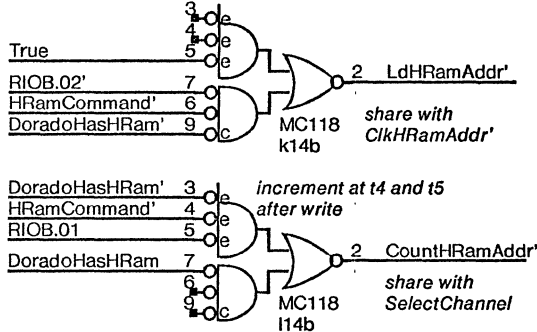 3 e
4 e
True 5 e
2 LdHRamAddr'
RIOB.02' 7
HRamCommand' 6 MC118 share with
DoradoHasHRam' 9 c k14b ClkHRamAddr'
DoradoHasHRam' 3 e increment at t4 and t5
HRamCommand' 4 e after write
RIOB.01 5 e
2 CountHRamAddr'
DoradoHasHRam 7
6 MC118 share with
9 c l14b SelectChannel